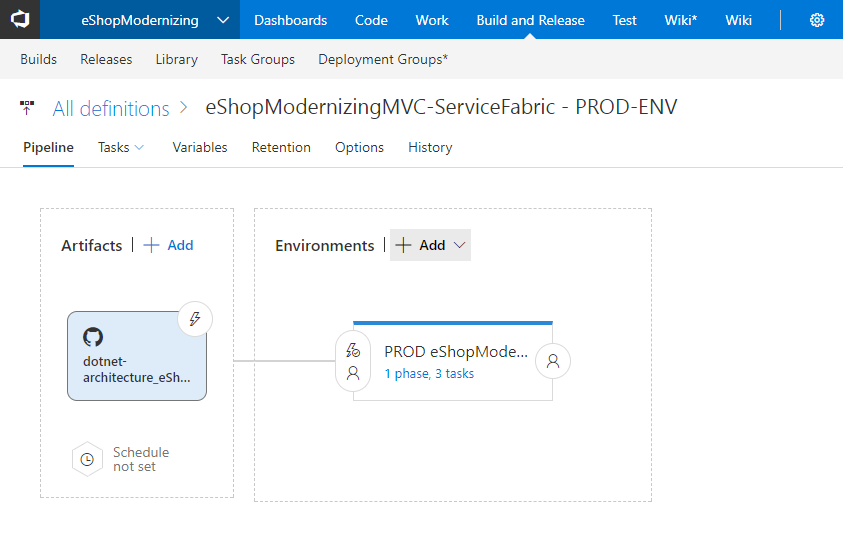 eShopModernizing Dashboards Code Work Build and Release Test Wiki* Wiki
Builds Releases Library Task Groups Deployment Groups*
All definitions > eShopModernizingMVC-ServiceFabric - PROD-ENV
Pipeline Tasks Variables Retention Options History
Artifacts | + Add
Environments | + Add
dotnet-
architecture_eSh...
PROD eShopMode...
1 phase, 3 tasks
Schedule
not set